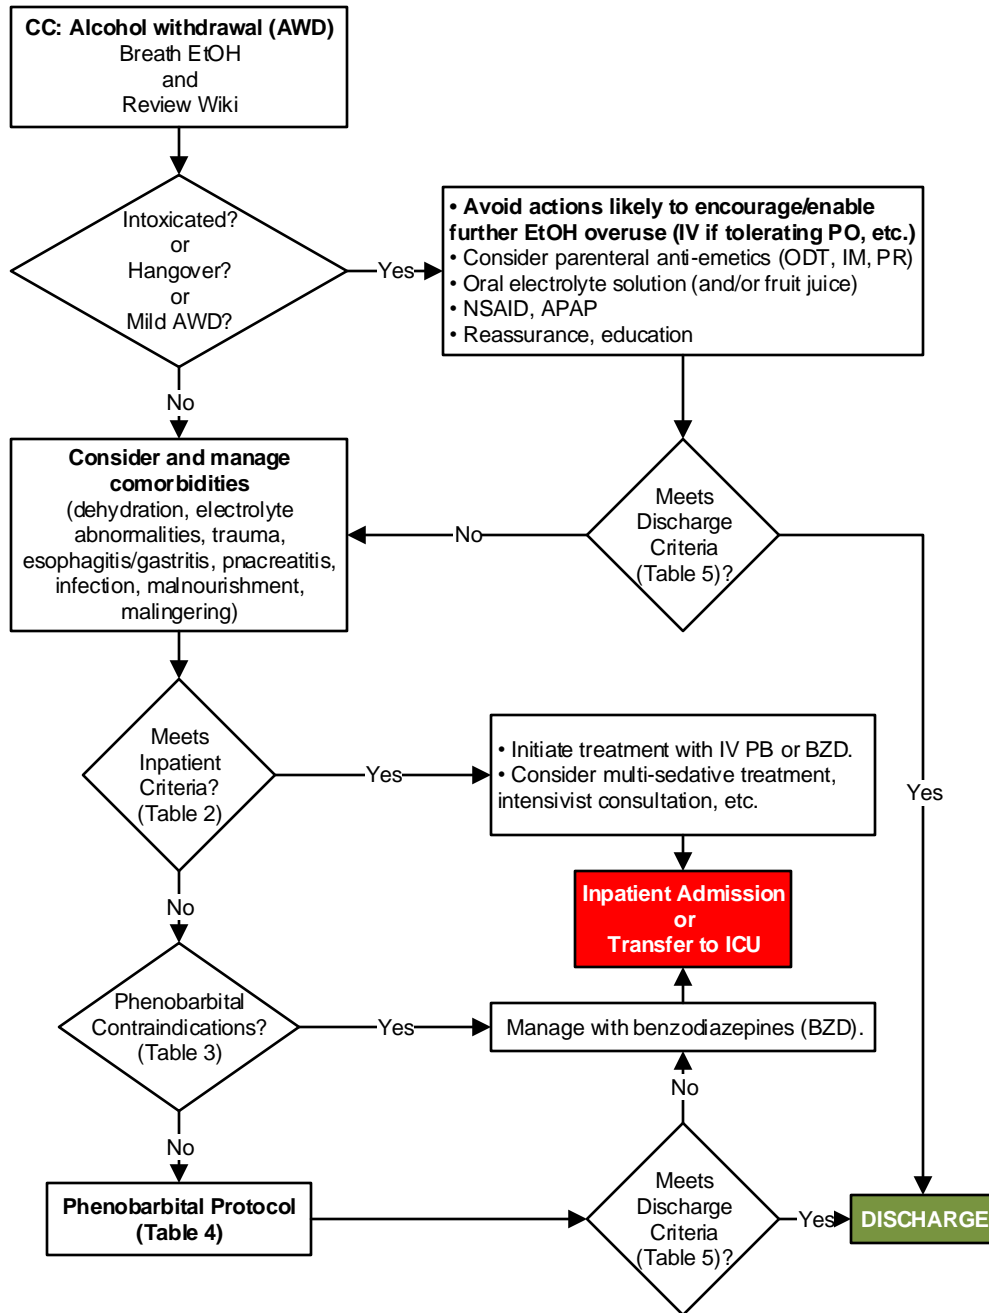 CC: Alcohol withdrawal (AWD)
Breath EtOH
and
Review Wiki
Intoxicated?
or
Hangover?
or
Mild AWD?
Yes
• Avoid actions likely to encourage/enable
further EtOH overuse (IV if tolerating PO, etc.)
• Consider parenteral anti-emetics (ODT, IM, PR)
• Oral electrolyte solution (and/or fruit juice)
• NSAID, APAP
• Reassurance, education
No
Consider and manage
comorbidities
(dehydration, electrolyte
abnormalities, trauma,
esophagitis/gastritis, pnacreatitis,
infection, malnourishment,
malingering)
No
Meets
Discharge
Criteria
(Table 5)?
Yes
Meets
Inpatient
Criteria?
(Table 2)
Yes
• Initiate treatment with IV PB or BZD.
• Consider multi-sedative treatment,
intensivist consultation, etc.
Inpatient Admission
or
Transfer to ICU
No
Phenobarbital
Contraindications?
(Table 3)
Yes
Manage with benzodiazepines (BZD).
No
No
Phenobarbital Protocol
(Table 4)
Meets
Discharge
Criteria
(Table 5)?
Yes
DISCHARGE